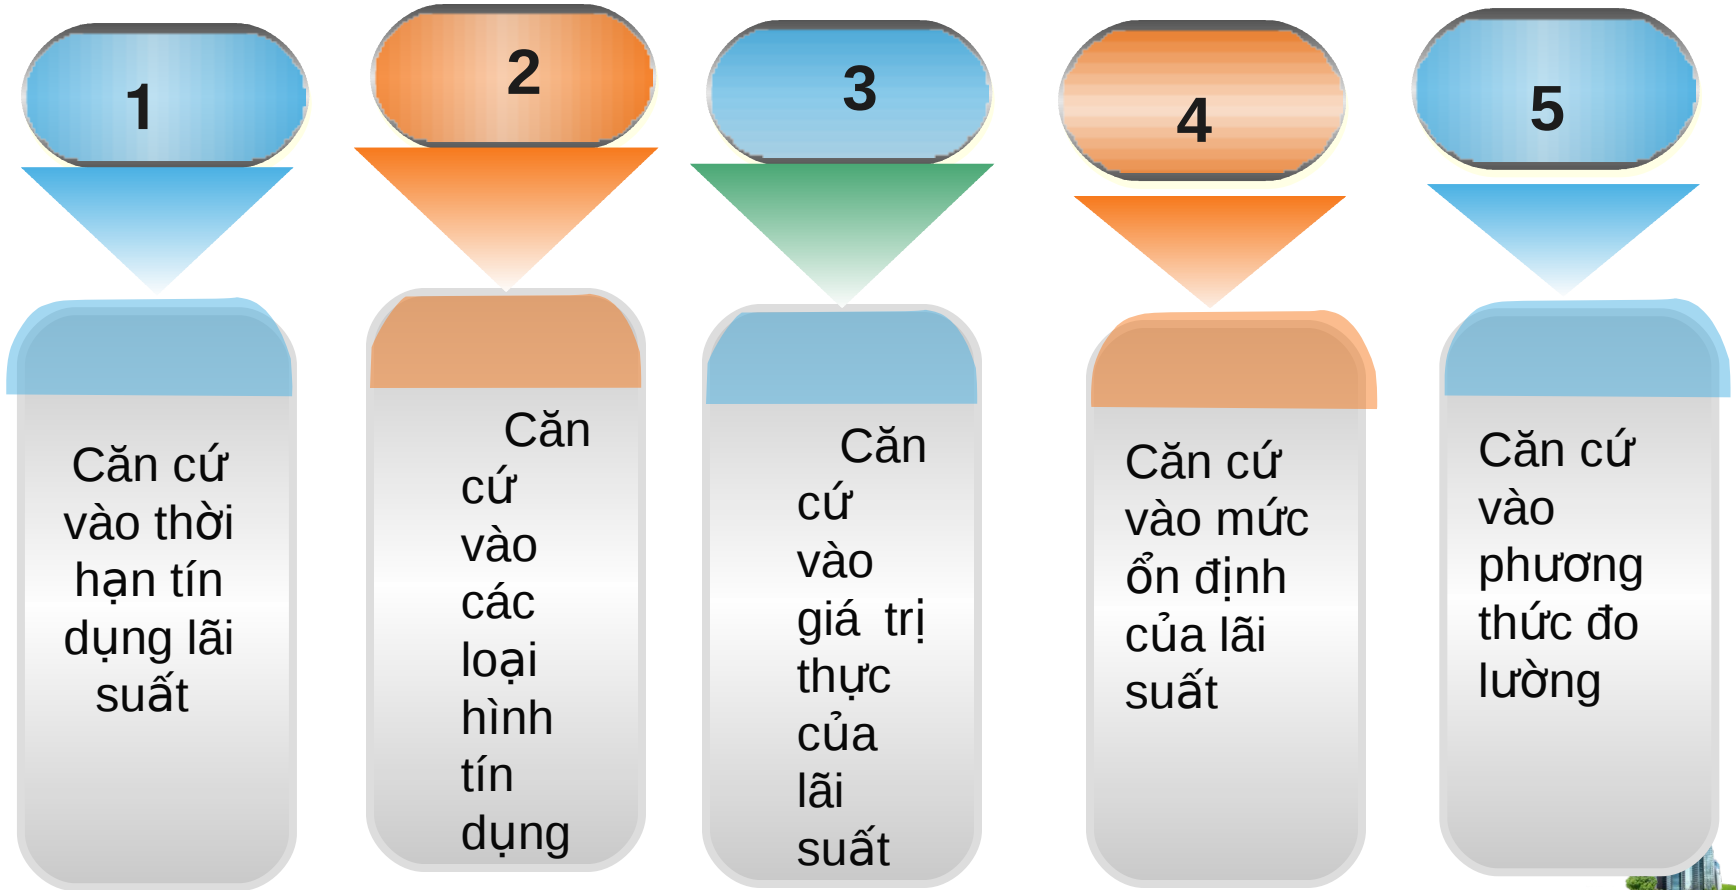 1
Căn cứ
vào thời
hạn tín
dụng lãi
suất
2
Căn
cứ
vào
các
loại
hình
tín
dụng
3
Căn
cứ
vào
giá trị
thực
của
lãi
suất
4
Căn cứ
vào mức
ổn định
của lãi
suất
5
Căn cứ
vào
phương
thức đo
lường